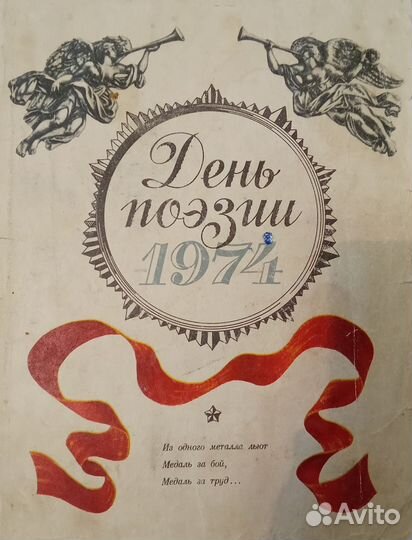 День
поэзии
1974
Из одного металла льют
Медаль за бой,
Медаль за труд...
Avito